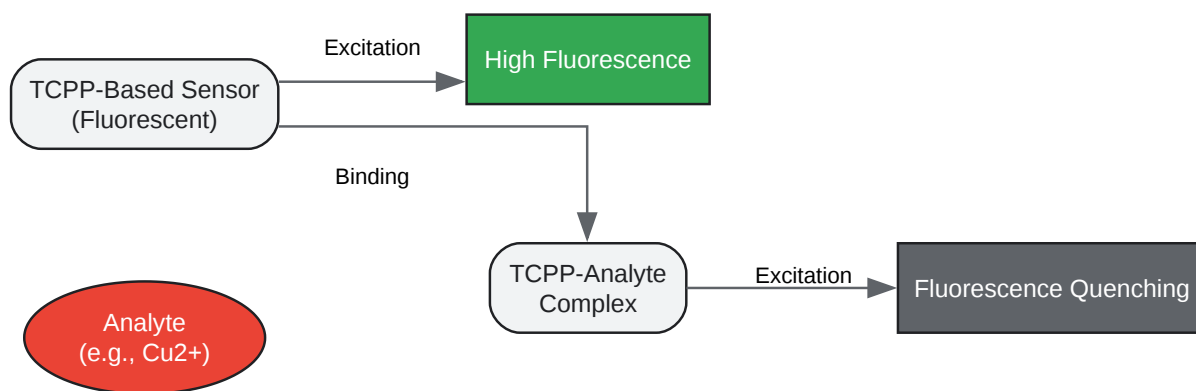 Excitation
High Fluorescence
TCPP-Based Sensor
(Fluorescent)
Binding
TCPP-Analyte
Complex
Excitation
Fluorescence Quenching
Analyte
(e.g., Cu2+)